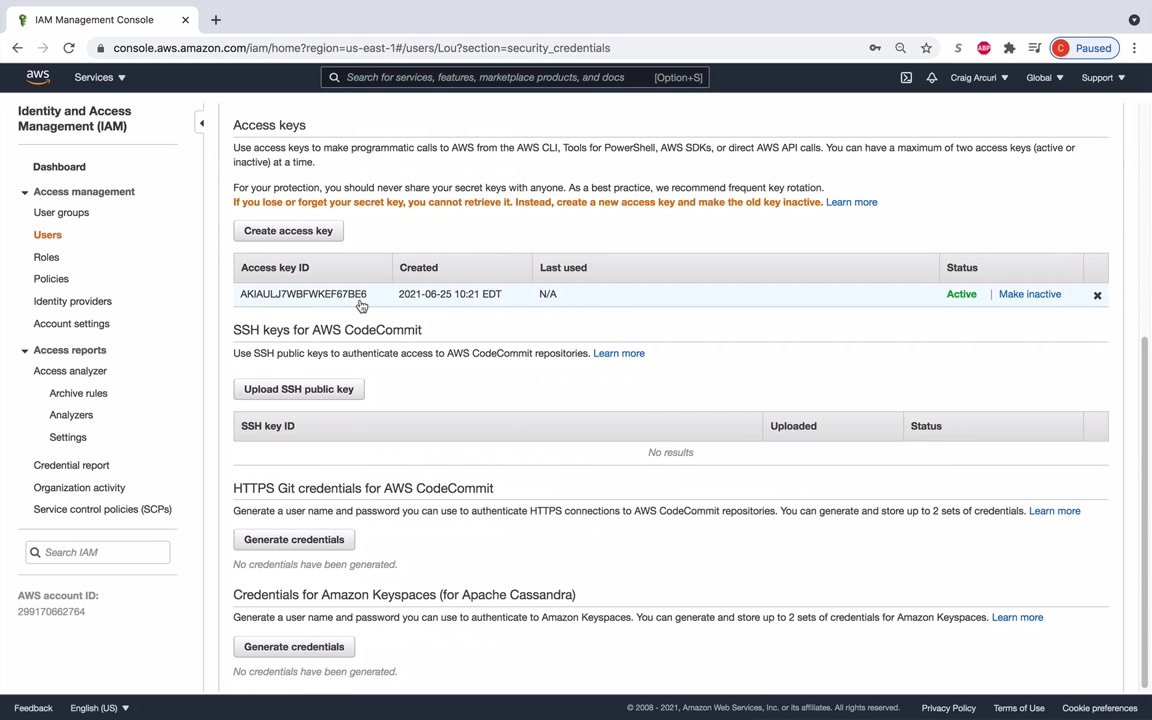 IAM Management Console
console.aws.amazon.com/iam/home?region=us-east-1#/users/Lou?section=security_credentials
S
ABP
C
Paused
aws
Services
Search for services, features, marketplace products, and docs
[Option+S]
Craig Arcuri
Global
Support
Identity and Access
Management (IAM)
Dashboard
Access management
User groups
Users
Roles
Policies
Identity providers
Account settings
Access reports
Access analyzer
Archive rules
Analyzers
Settings
Credential report
Organization activity
Service control policies (SCPs)
Search IAM
AWS account ID:
299170662764
Access keys
Use access keys to make programmatic calls to AWS from the AWS CLI, Tools for PowerShell, AWS SDKs, or direct AWS API calls. You can have a maximum of two access keys (active or
inactive) at a time.
For your protection, you should never share your secret keys with anyone. As a best practice, we recommend frequent key rotation.
If you lose or forget your secret key, you cannot retrieve it. Instead, create a new access key and make the old key inactive. Learn more
Create access key
Access key ID
Created
Last used
Status
AKIAULJ7WBFWKEF67BE6
2021-06-25 10:21 EDT
N/A
Active | Make inactive
SSH keys for AWS CodeCommit
Use SSH public keys to authenticate access to AWS CodeCommit repositories. Learn more
Upload SSH public key
SSH key ID
Uploaded
Status
No results
HTTPS Git credentials for AWS CodeCommit
Generate a user name and password you can use to authenticate HTTPS connections to AWS CodeCommit repositories. You can generate and store up to 2 sets of credentials. Learn more
Generate credentials
No credentials have been generated.
Credentials for Amazon Keyspaces (for Apache Cassandra)
Generate a user name and password you can use to authenticate to Amazon Keyspaces. You can generate and store up to 2 sets of credentials for Amazon Keyspaces. Learn more
Generate credentials
No credentials have been generated.
Feedback
English (US)
© 2008 - 2021, Amazon Web Services, Inc. or its affiliates. All rights reserved.
Privacy Policy
Terms of Use
Cookie preferences